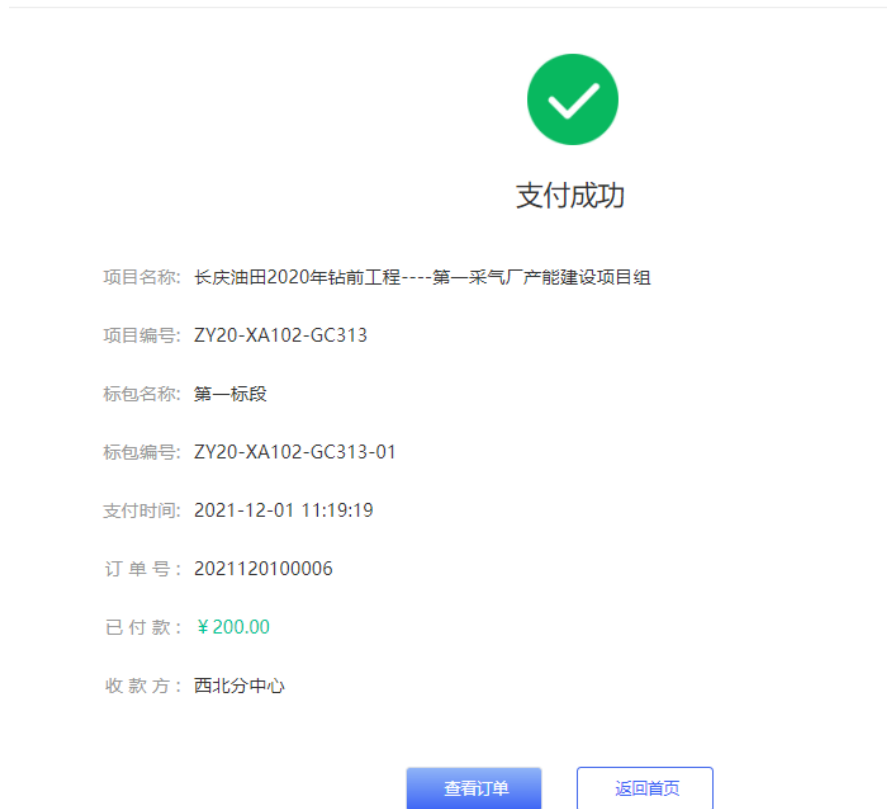 支付成功
项目名称: 长庆油田2020年钻前工程----第一采气厂产能建设项目组
项目编号: ZY20-XA102-GC313
标包名称: 第一标段
标包编号: ZY20-XA102-GC313-01
支付时间: 2021-12-01 11:19:19
订 单 号 : 2021120100006
已 付 款 : ¥200.00
收 款 方 : 西北分中心
查看订单 返回首页